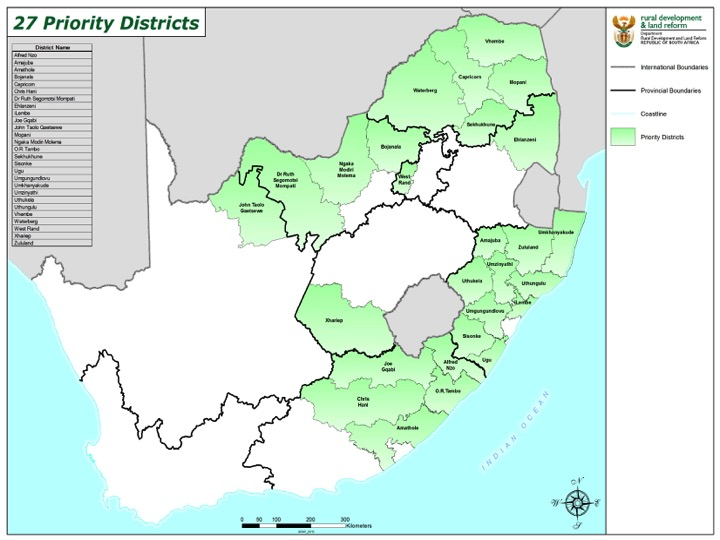 27 Priority Districts
District Name
Alfred Nzo
Amajuba
Amathole
Bojanala
Capricorn
Chris Hani
Dr Ruth Segomotsi Mompati
Ehlanzeni
iLembe
Joe Gqabi
John Taolo Gaetsewe
Mopani
Ngaka Modiri Molema
O.R.Tambo
Sekhukhune
Sisonke
Ugu
Umgungundlovu
Umkhanyakude
Umzinyathi
Uthukela
Uthungulu
Vhembe
Waterberg
West Rand
Xhariep
Zululand
rural development
& land reform
Department:
Rural Development and Land Reform
REPUBLIC OF SOUTH AFRICA
International Boundaries
Provincial Boundaries
Coastline
Priority Districts
Vhembe
Capricorn
Mopani
Waterberg
Sekhukhune
Ehlanzeni
Bojanala
West
Rand
Ngaka
Modiri
Molema
Dr Ruth
Segomotsi
Mompati
John Taolo
Gaetsewe
Umkhanyakude
Amajuba
Zululand
Umzinyathi
Uthukela
Uthungulu
iLembe
Umgungundlovu
Xhariep
Sisonke
Ugu
Alfred
Nzo
Joe
Gqabi
O.R.Tambo
Chris
Hani
Amathole
INDIAN OCEAN
N
W
E
S
0 50 100 200 300
Kilometers